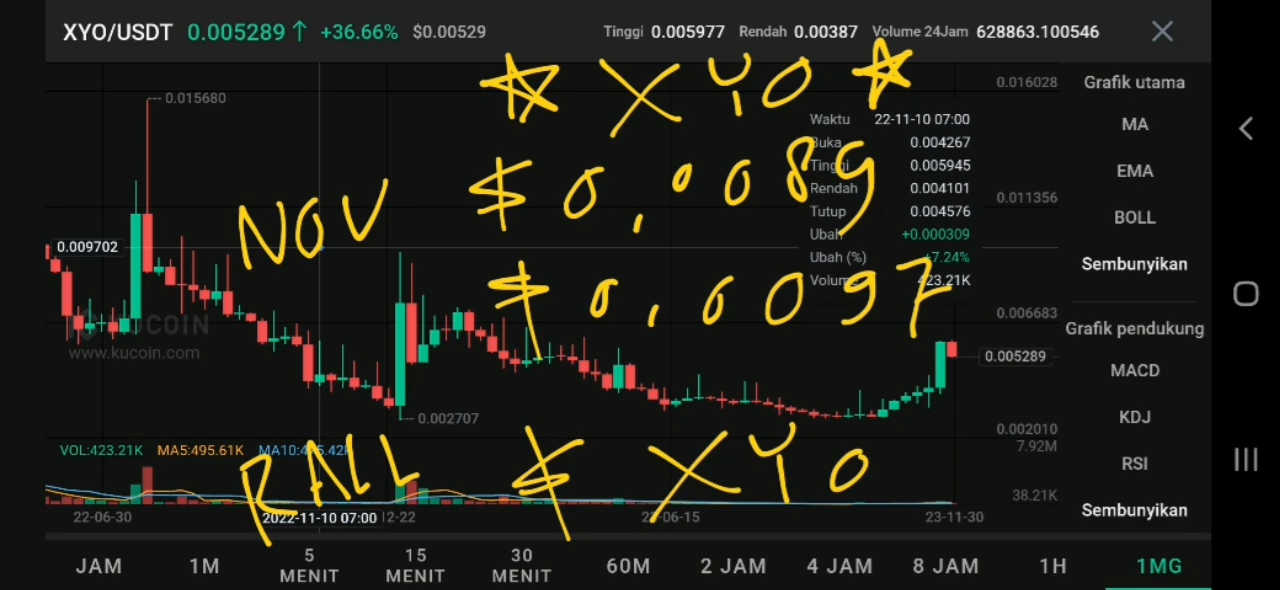 XYO/USDT 0.005289 ↑ +36.66% $0.00529 Tinggi 0.005977 Rendah 0.00387 Volume 24Jam 628863.100546
☆ XYO ☆
0.016028
Grafik utama
0.015680
Waktu 22-11-10 07:00
MA
Buka 0.004267
Tinggi 0.005945
EMA
$0,0089
Rendah 0.004101
0.011356
Tutup 0.004576
BOLL
NOV
Ubah +0.000309
0.009702
Ubah (%) +7.24%
Sembunyikan
Volume 423.21K
$0,0097
0.006683
KUCOIN
Grafik pendukung
www.kucoin.com
0.005289
MACD
0.002707
KDJ
0.002010
VOL:423.21K MA5:495.61K
7.92M
RALL $ XYO
RSI
38.21K
22-06-30 2022-11-10 07:00 12-22 23-06-15 23-11-30
Sembunyikan
JAM 1M 5 MENIT 15 MENIT 30 MENIT 60M 2 JAM 4 JAM 8 JAM 1H 1MG